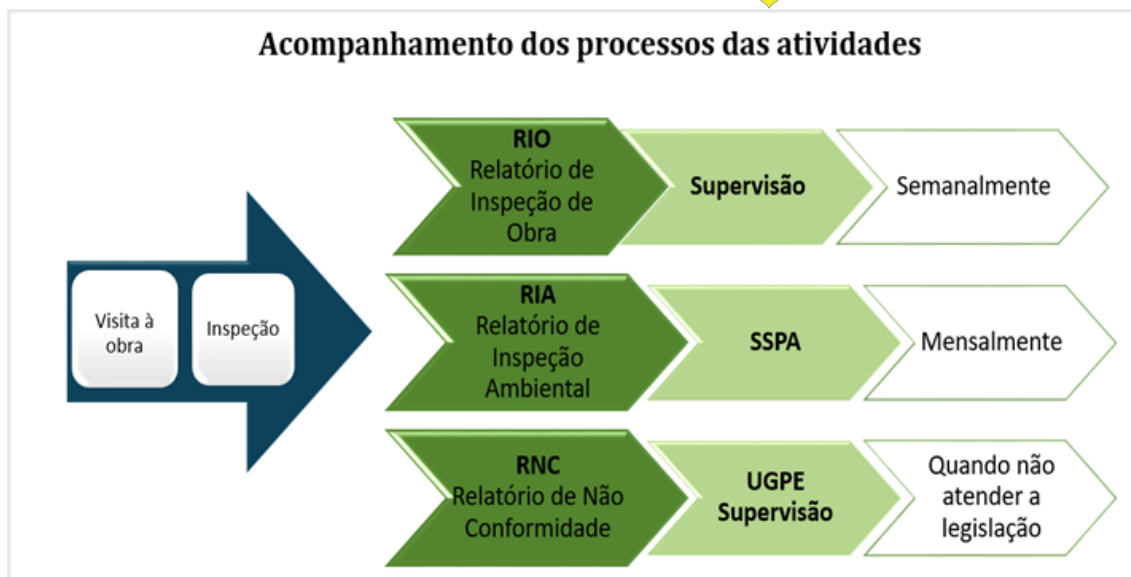 Acompanhamento dos processos das atividades
Visita à
obra
Inspeção
RIO
Relatório de
Inspeção de
Obra
Supervisão
Semanalmente
RIA
Relatório de
Inspeção
Ambiental
SSPA
Mensalmente
RNC
Relatório de Não
Conformidade
UGPE
Supervisão
Quando não
atender a
legislação